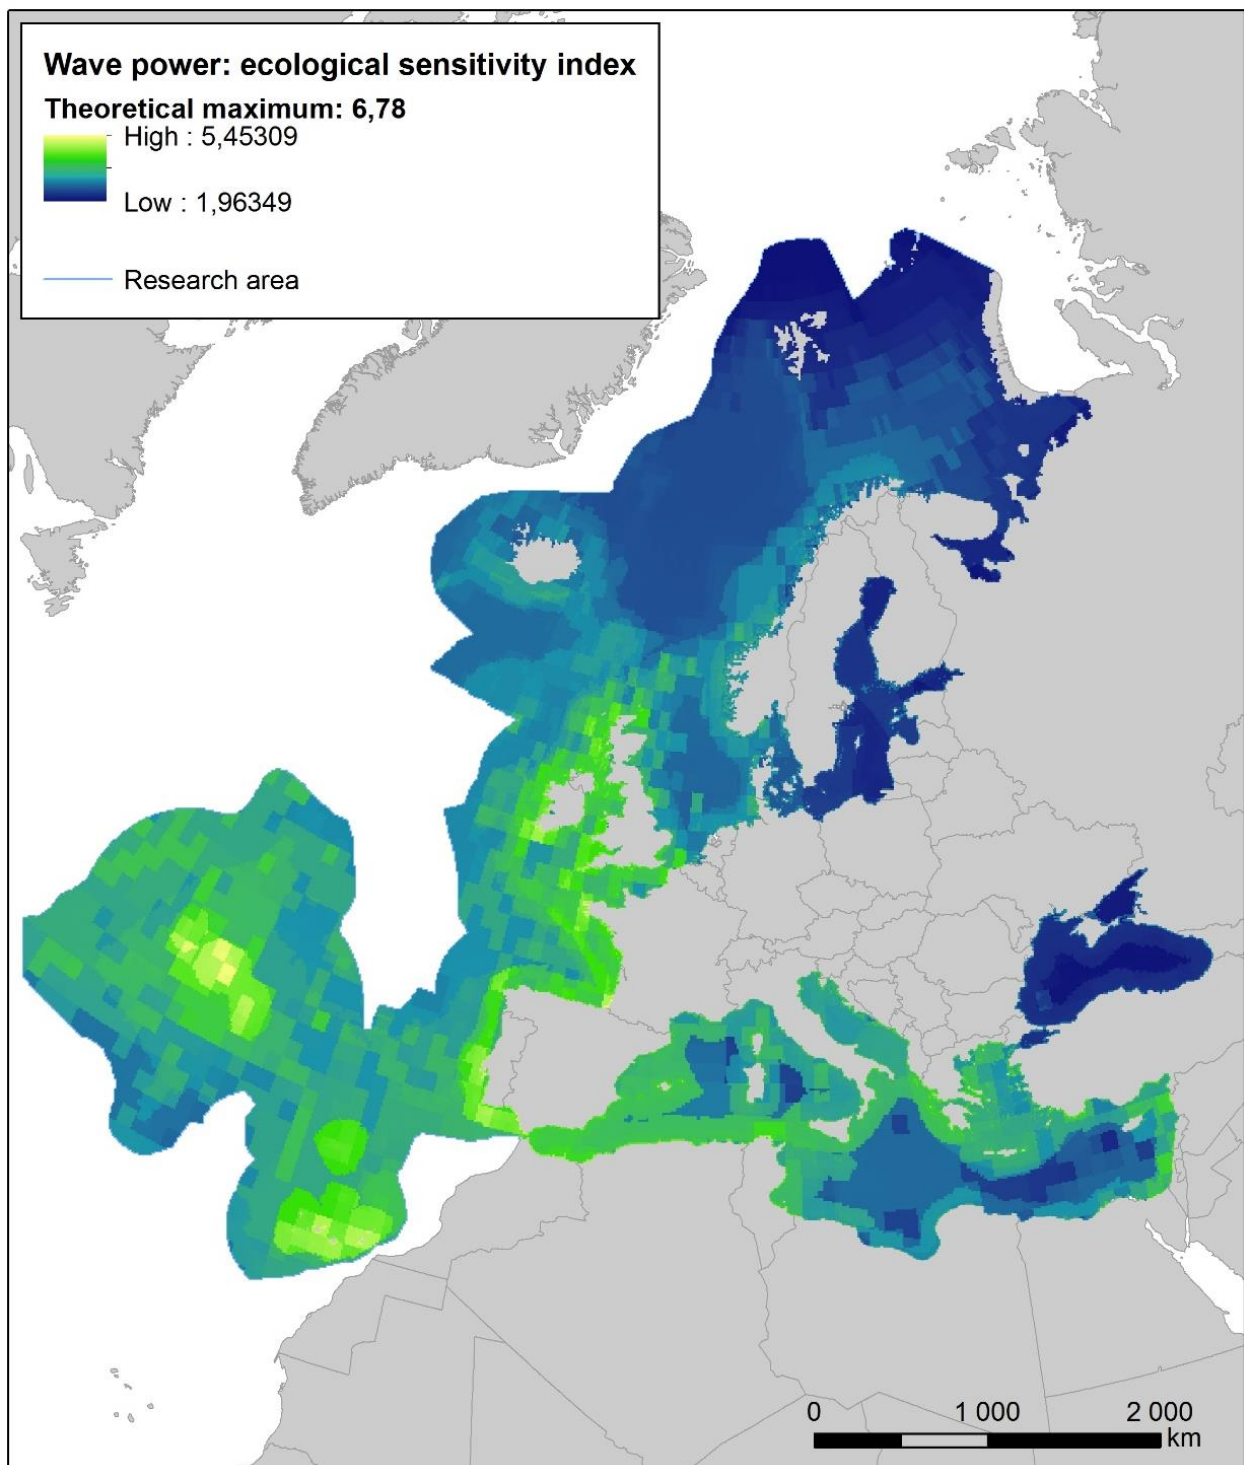 Wave power: ecological sensitivity index
Theoretical maximum: 6,78
High : 5,45309
Low : 1,96349
Research area
0 1 000 2 000
km